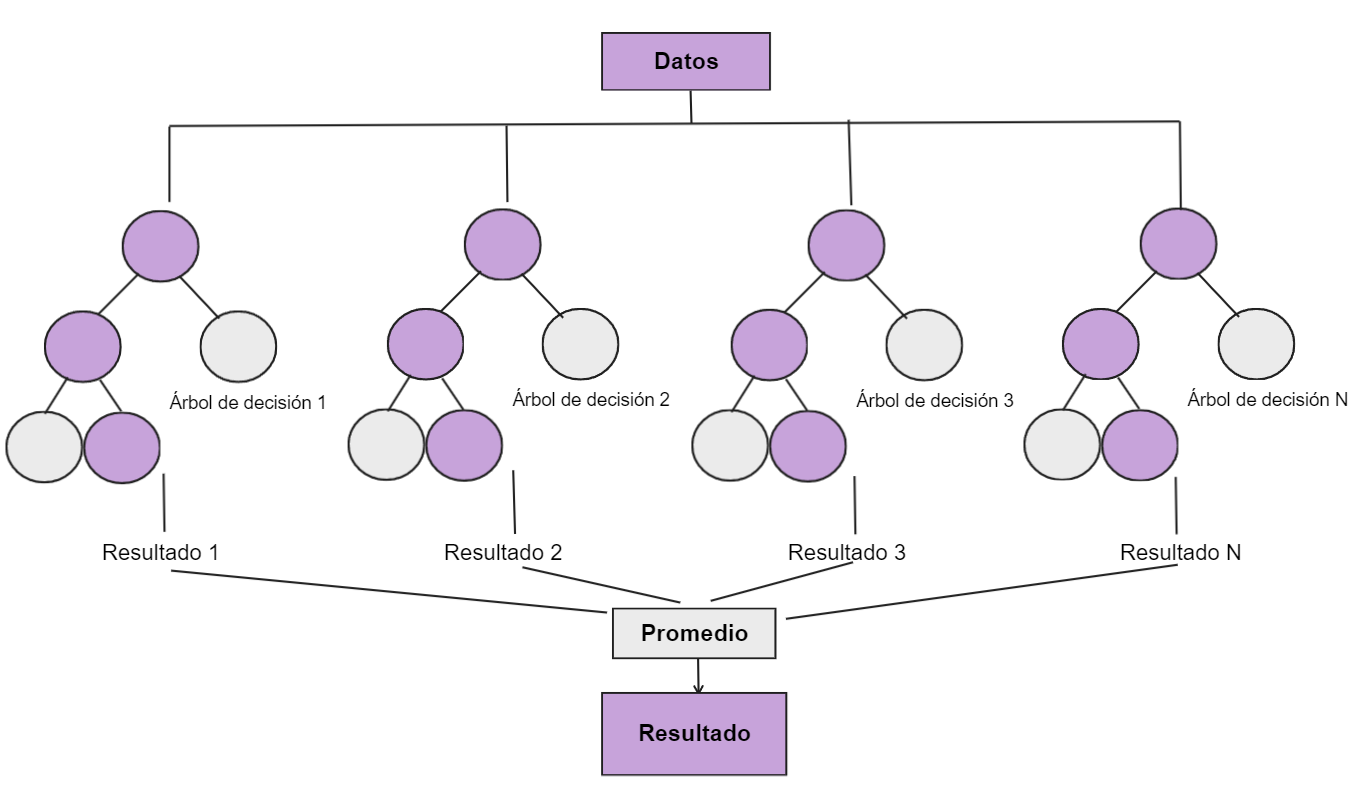 Datos
Árbol de decisión 1
Árbol de decisión 2
Árbol de decisión 3
Árbol de decisión N
Resultado 1
Resultado 2
Resultado 3
Resultado N
Promedio
Resultado